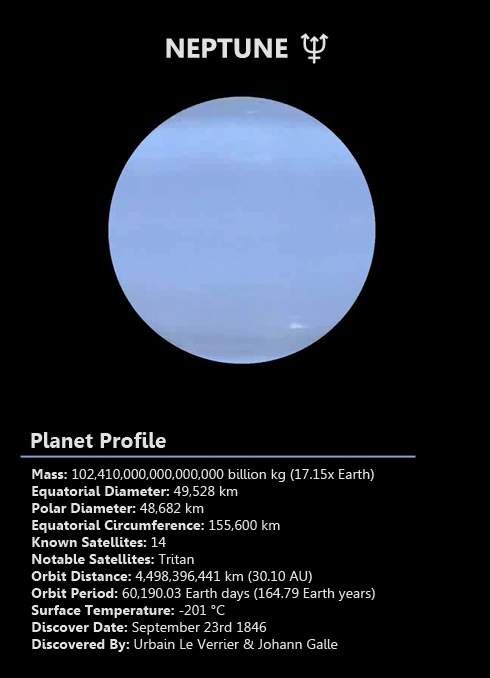 NEPTUNE ♆
Planet Profile
Mass: 102,410,000,000,000,000 billion kg (17.15x Earth)
Equatorial Diameter: 49,528 km
Polar Diameter: 48,682 km
Equatorial Circumference: 155,600 km
Known Satellites: 14
Notable Satellites: Tritan
Orbit Distance: 4,498,396,441 km (30.10 AU)
Orbit Period: 60,190.03 Earth days (164.79 Earth years)
Surface Temperature: -201 °C
Discover Date: September 23rd 1846
Discovered By: Urbain Le Verrier & Johann Galle